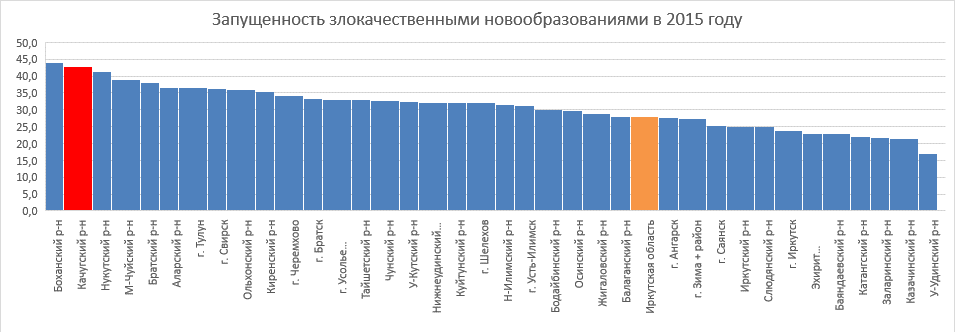 Запущенность злокачественными новообразованиями в 2015 году
50,0
45,0
40,0
35,0
30,0
25,0
20,0
15,0
10,0
5,0
0,0
Боханский р-н
Качугский р-н
Нукутский р-н
М-Чуйский р-н
Братский р-н
Аларский р-н
г. Тулун
г. Свирск
Ольхонский р-н
Киренский р-н
г. Черемхово
г. Братск
г. Усолье...
Тайшетский р-н
Чунский р-н
У-Кутский р-н
Нижнеудинский...
Куйтунский р-н
г. Шелехов
Н-Илимский р-н
г. Усть-Илимск
Бодайбинский р-н
Осинский р-н
Жигаловский р-н
Балаганский р-н
Иркутская область
г. Ангарск
г. Зима + район
г. Саянск
Иркутский р-н
Слюдянский р-н
г. Иркутск
Эхирит...
Баяндаевский р-н
Катангский р-н
Заларинский р-н
Казачинский р-н
У-Удинский р-н